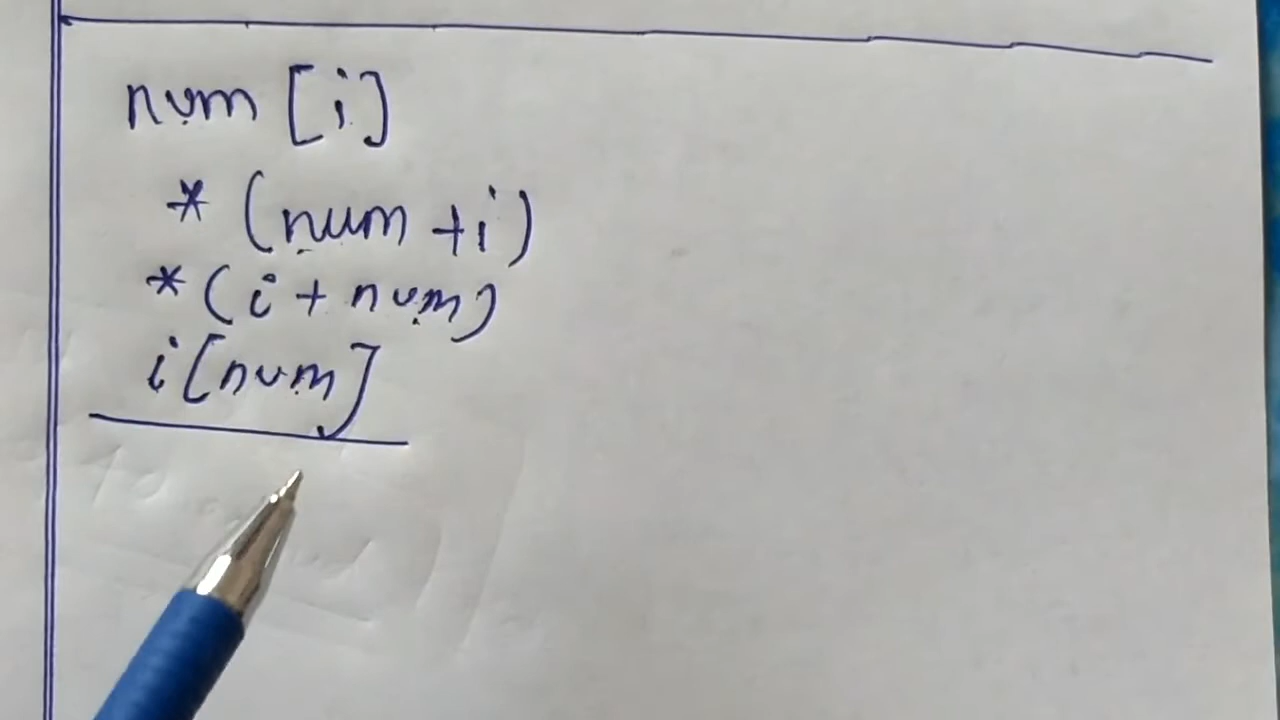 num [i]
* (num + i)
* (i + num)
i[num]